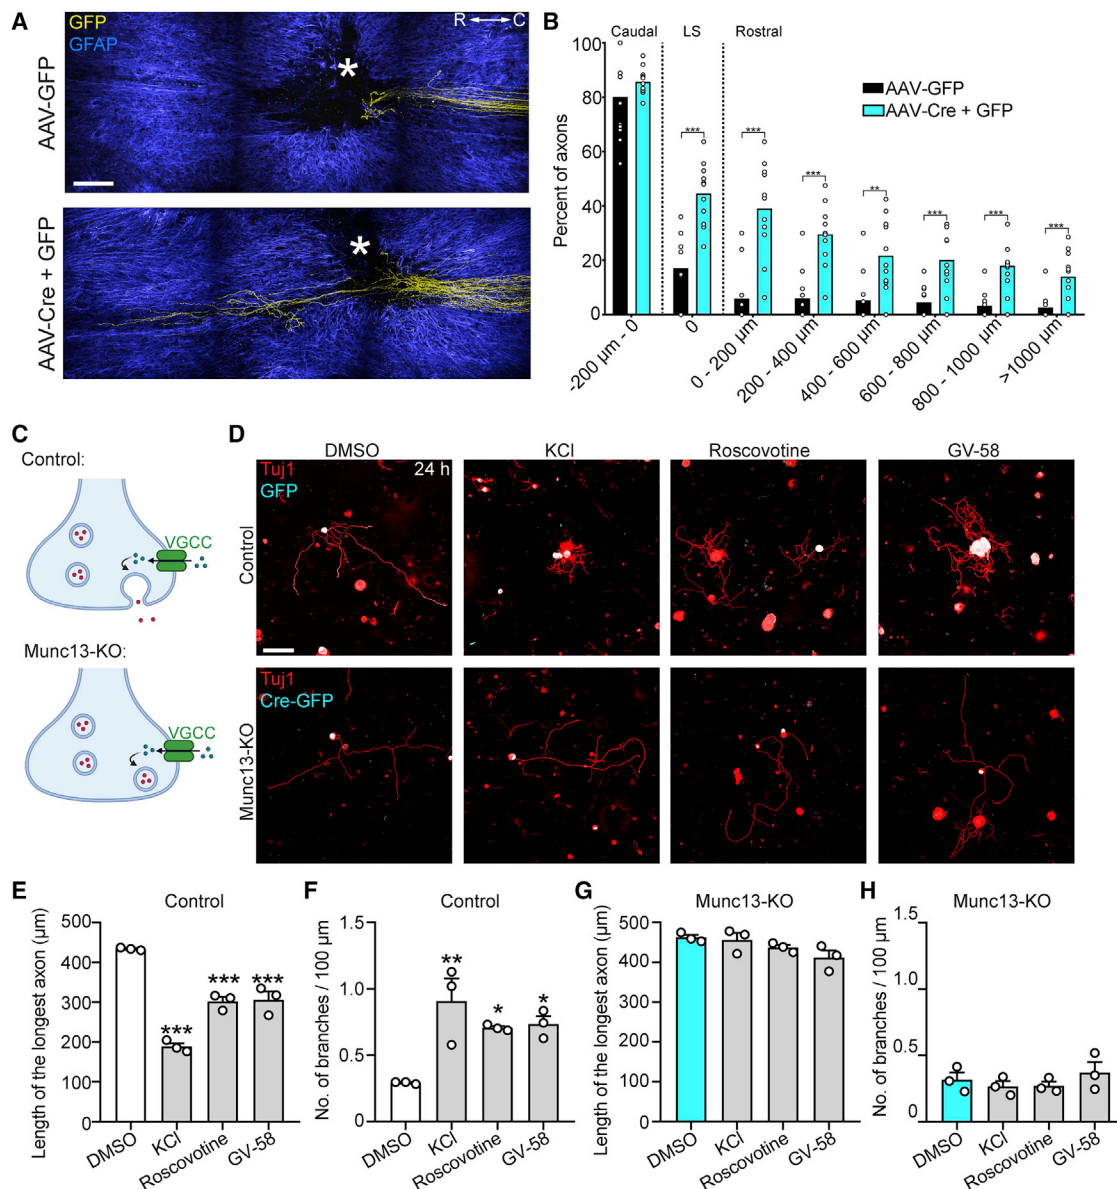 A
GFP
GFAP
R C
AAV-GFP
*
AAV-Cre + GFP
*
B
Caudal LS Rostral
AAV-GFP
AAV-Cre + GFP
Percent of axons
100
80
60
40
20
0
*** *** *** ** *** *** ***
-200 µm - 0
0
0 - 200 µm
200 - 400 µm
400 - 600 µm
600 - 800 µm
800 - 1000 µm
>1000 µm
C
Control:
VGCC
Munc13-KO:
VGCC
D
DMSO KCl Roscovotine GV-58
Tuj1
GFP
24 h
Control
Tuj1
Cre-GFP
Munc13-KO
E
Control
Length of the longest axon (µm)
500
400
300
200
100
0
*** *** ***
DMSO
KCl
Roscovotine
GV-58
F
Control
No. of branches / 100 µm
1.5
1.0
0.5
0
** * *
DMSO
KCl
Roscovotine
GV-58
G
Munc13-KO
Length of the longest axon (µm)
500
400
300
200
100
0
DMSO
KCl
Roscovotine
GV-58
H
Munc13-KO
No. of branches / 100 µm
1.5
1.0
0.5
0
DMSO
KCl
Roscovotine
GV-58